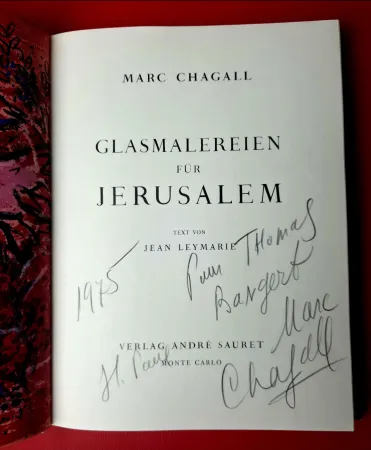 MARC CHAGALL
GLASMALEREIEN
FÜR
JERUSALEM
TEXT VON
JEAN LEYMARIE
Pour THOMAS
Bangert
1975
Marc
Chagall
St. Paul
VERLAG ANDRÉ SAURET
MONTE CARLO